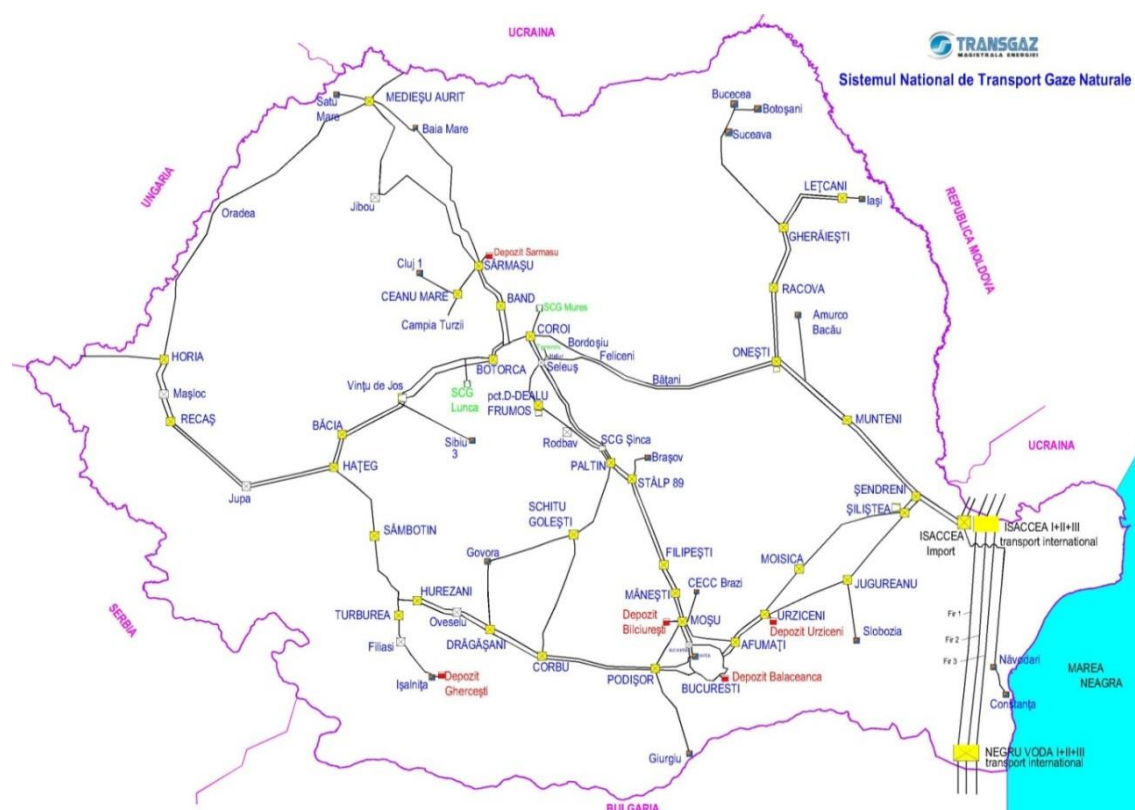 UCRAINA
TRANSGAZ
MAGISTRALA ENERGIEI
Sistemul National de Transport Gaze Naturale
Satu
Mare
MEDIEŞU AURIT
Baia Mare
Bucecea
Botoşani
Suceava
UNGARIA
Oradea
Jibou
LEŢCANI
Iaşi
REPUBLICA MOLDOVA
GHERĂIEŞTI
Depozit Sarmasu
SĂRMAŞU
Cluj 1
CEANU MARE
BAND
Campia Turzii
SCG Mures
RACOVA
Amurco
Bacău
COROI
Bordoşiu
Feliceni
Seleuş
Băţani
ONEŞTI
HORIA
Maşloc
RECAŞ
BOTORCA
Vinţu de Jos
SCG
Lunca
pct.D-DEALU
FRUMOS
Rodbav
BĂCIA
Sibiu
3
MUNTENI
UCRAINA
HAŢEG
Jupa
SCG Şinca
PALTIN
Braşov
STÂLP 89
ŞENDRENI
ŞILIŞTEA
ISACCEA
Import
ISACCEA I+II+III
transport international
SÂMBOTIN
SCHITU
GOLEŞTI
Govora
FILIPEŞTI
MOISICA
JUGUREANU
HUREZANI
TURBUREA
Oveselu
MĂNEŞTI
CECC Brazi
Depozit
Bilciureşti
MOŞU
URZICENI
Depozit Urziceni
Slobozia
Fir 1
Fir 2
Fir 3
SERBIA
Filiasi
DRĂGĂŞANI
CORBU
AFUMAŢI
PODIŞOR
BUCURESTI
Depozit Balaceanca
Işalniţa
Depozit
Gherceşti
Năvodari
Constanţa
MAREA
NEAGRA
Giurgiu
NEGRU VODA I+II+III
transport international
BULGARIA